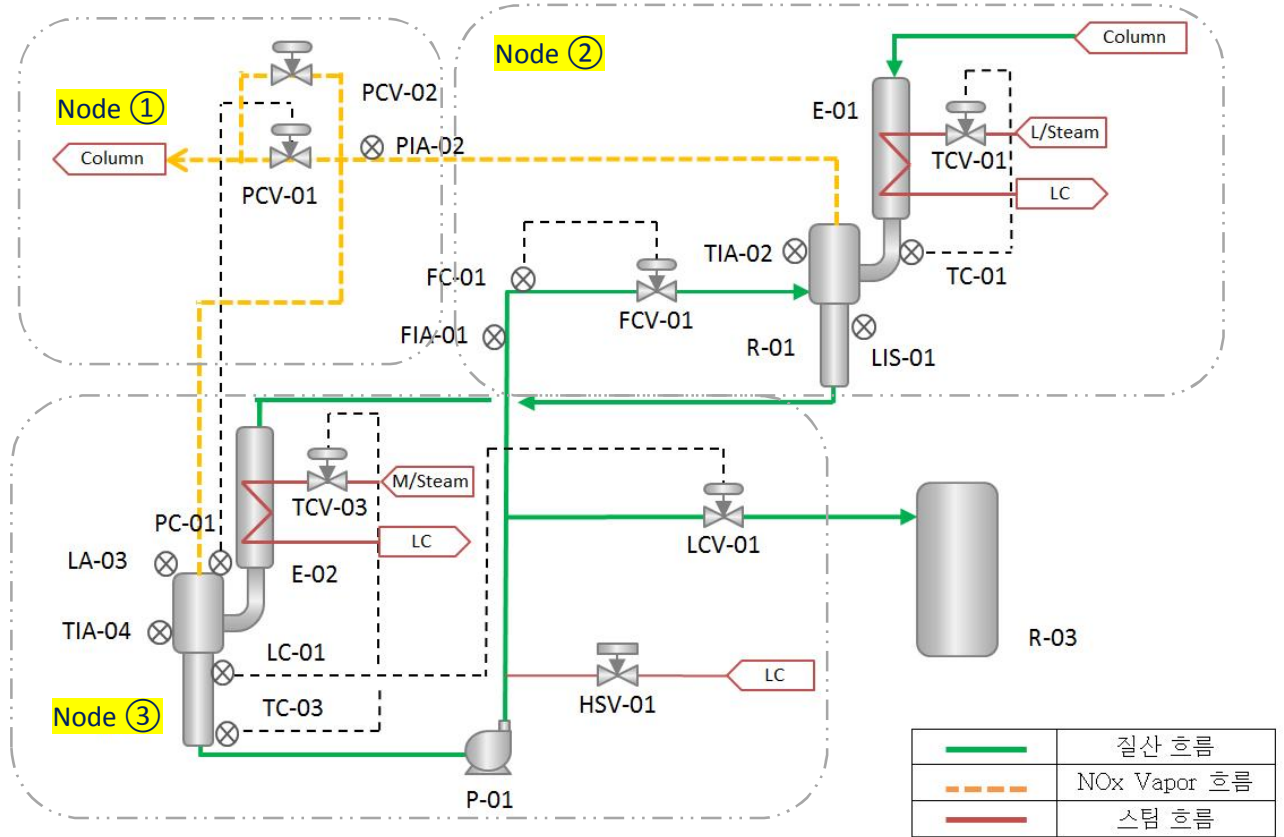 Node ①
PCV-02
PIA-02
Column
PCV-01
Node ②
Column
E-01
L/Steam
TCV-01
LC
TIA-02
TC-01
FC-01
FCV-01
FIA-01
R-01
LIS-01
M/Steam
TCV-03
PC-01
LC
LA-03
E-02
LCV-01
TIA-04
LC-01
R-03
LC
TC-03
HSV-01
Node ③
P-01
질산 흐름
NOx Vapor 흐름
스팀 흐름